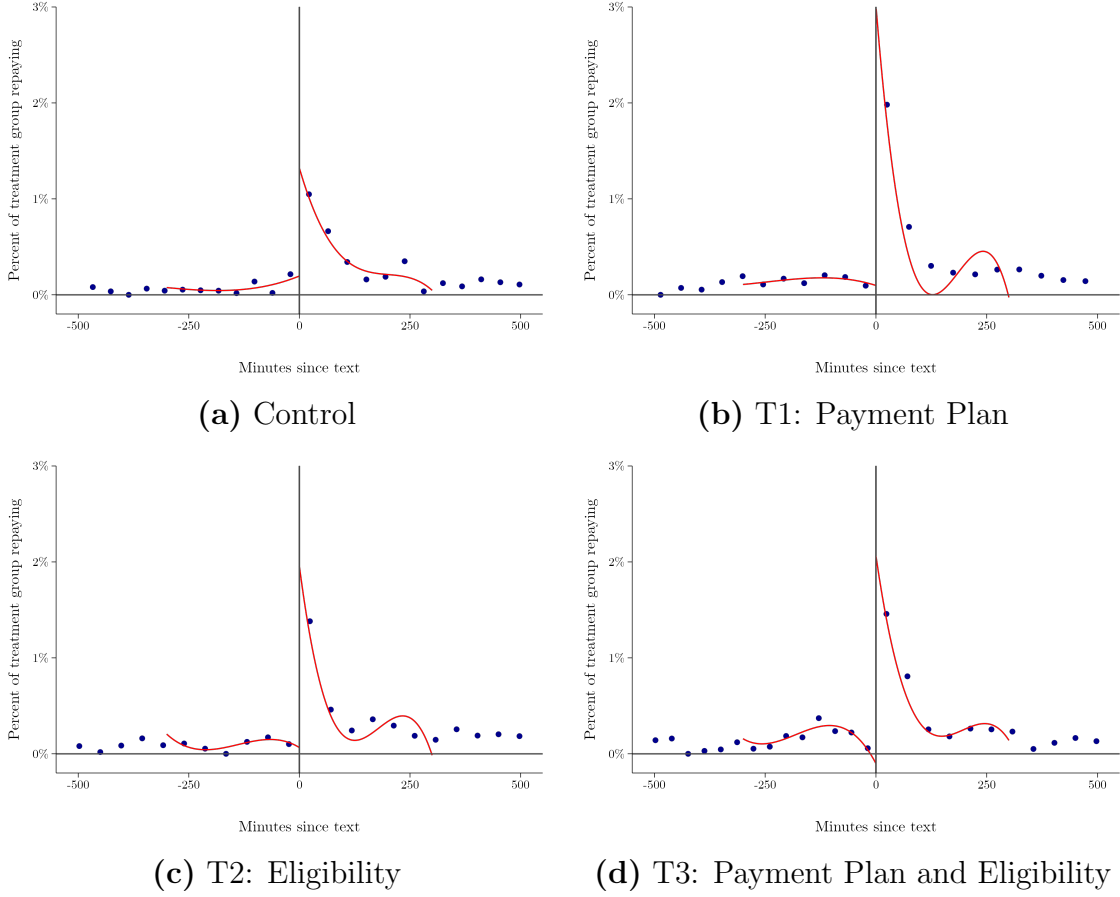 Percent of treatment group repaying
3%
2%
1%
0%
-500 -250 0 250 500
Minutes since text
(a) Control
Percent of treatment group repaying
3%
2%
1%
0%
-500 -250 0 250 500
Minutes since text
(b) T1: Payment Plan
Percent of treatment group repaying
3%
2%
1%
0%
-500 -250 0 250 500
Minutes since text
(c) T2: Eligibility
Percent of treatment group repaying
3%
2%
1%
0%
-500 -250 0 250 500
Minutes since text
(d) T3: Payment Plan and Eligibility